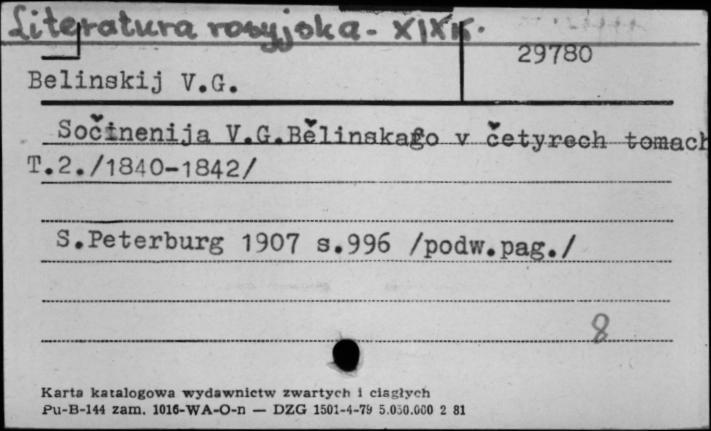 Literatura rosyjska - XIX w.
29780
Belinskij V.G.
Sočinenija V.G.Bělinskago v četyrech tomach
T.2./1840-1842/
S.Peterburg 1907 s.996 /podw.pag./
8
Karta katalogowa wydawnictw zwartych i ciągłych
Pu-B-144 zam. 1016-WA-O-n — DZG 1501-4-79 5.050.000 2 81